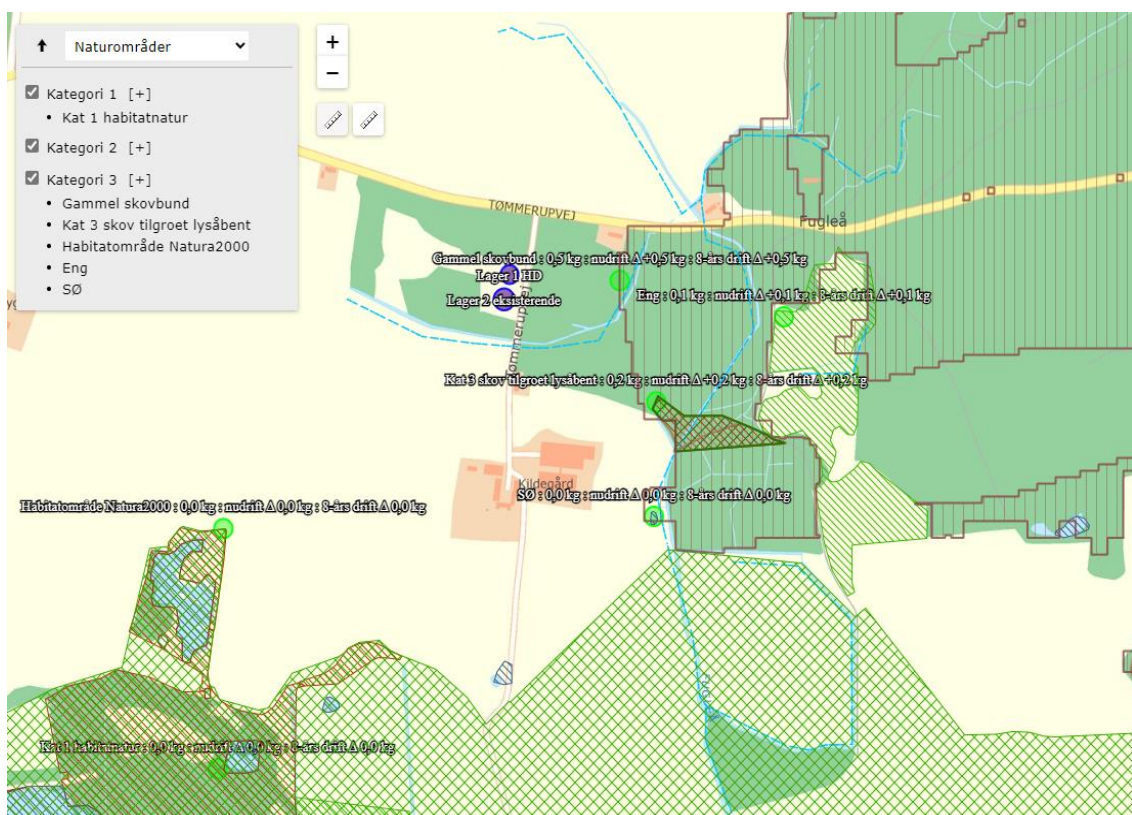 Naturområder
+
−
Kategori 1 [+]
Kat 1 habitatnatur
Kategori 2 [+]
Kategori 3 [+]
Gammel skovbund
Kat 3 skov tilgroet lysåbent
Habitatområde Natura2000
Eng
SØ
TØMMERUPVEJ
Fugleå
Gammel skovbund : 0,5 kg : nudrift Δ +0,5 kg : 8-års drift Δ +0,5 kg
Lager 1 HD
Eng : 0,1 kg : nudrift Δ +0,1 kg : 8-års drift Δ +0,1 kg
Lager 2 eksisterende
Tømmerupvej
Kat 3 skov tilgroet lysåbent : 0,2 kg : nudrift Δ +0,2 kg : 8-års drift Δ +0,2 kg
Kildegård
SØ : 0,0 kg : nudrift Δ 0,0 kg : 8-års drift Δ 0,0 kg
Habitatområde Natura2000 : 0,0 kg : nudrift Δ 0,0 kg : 8-års drift Δ 0,0 kg
Kat 1 habitatnatur : 0,0 kg : nudrift Δ 0,0 kg : 8-års drift Δ 0,0 kg